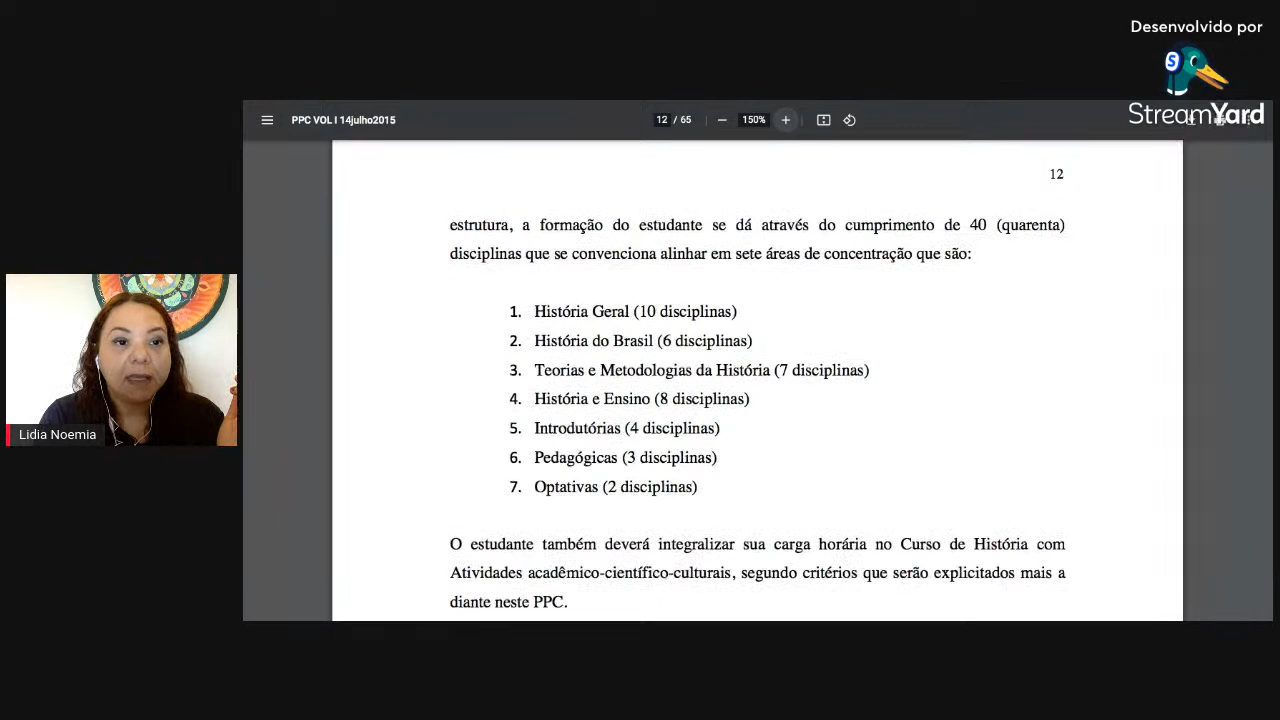 Desenvolvido por
StreamYard
PPC VOL I 14julho2015
12 / 65
150%
12
estrutura, a formação do estudante se dá através do cumprimento de 40 (quarenta)
disciplinas que se convenciona alinhar em sete áreas de concentração que são:
1. História Geral (10 disciplinas)
2. História do Brasil (6 disciplinas)
3. Teorias e Metodologias da História (7 disciplinas)
4. História e Ensino (8 disciplinas)
5. Introdutórias (4 disciplinas)
6. Pedagógicas (3 disciplinas)
7. Optativas (2 disciplinas)
O estudante também deverá integralizar sua carga horária no Curso de História com
Atividades acadêmico-científico-culturais, segundo critérios que serão explicitados mais a
diante neste PPC.
Lidia Noemia